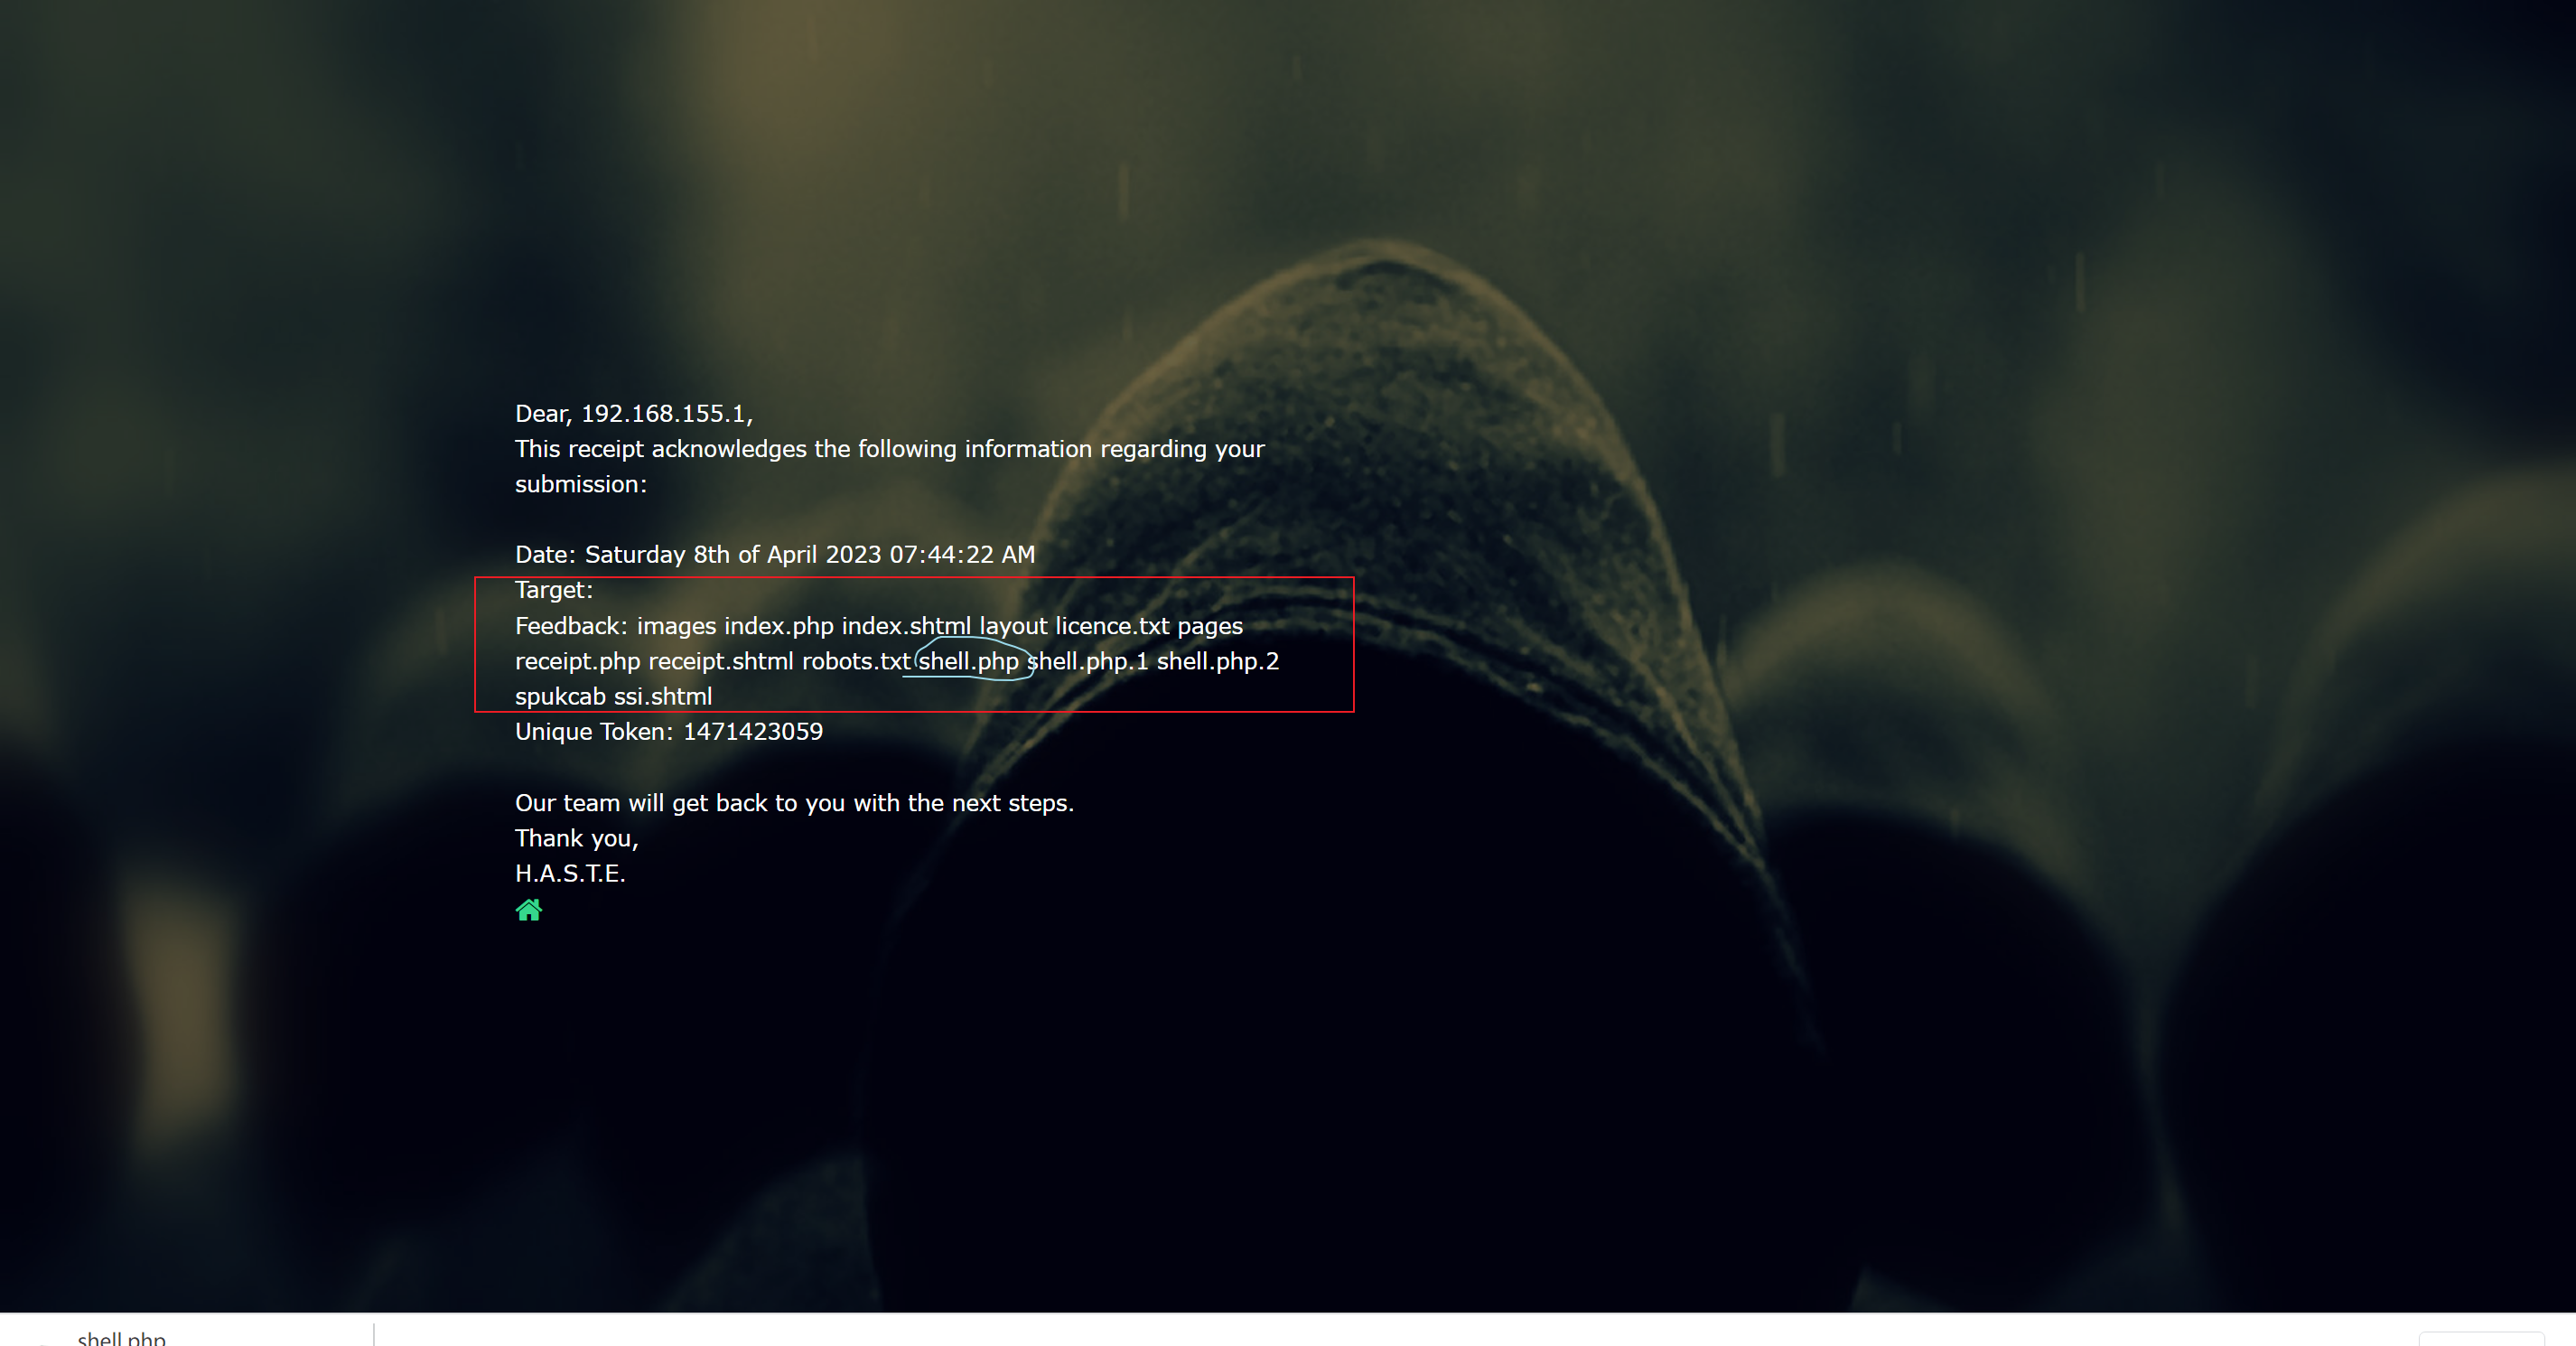 Dear, 192.168.155.1,
This receipt acknowledges the following information regarding your
submission:
Date: Saturday 8th of April 2023 07:44:22 AM
Target:
Feedback: images index.php index.shtml layout licence.txt pages
receipt.php receipt.shtml robots.txt shell.php shell.php.1 shell.php.2
spukcab ssi.shtml
Unique Token: 1471423059
Our team will get back to you with the next steps.
Thank you,
H.A.S.T.E.
shell.php